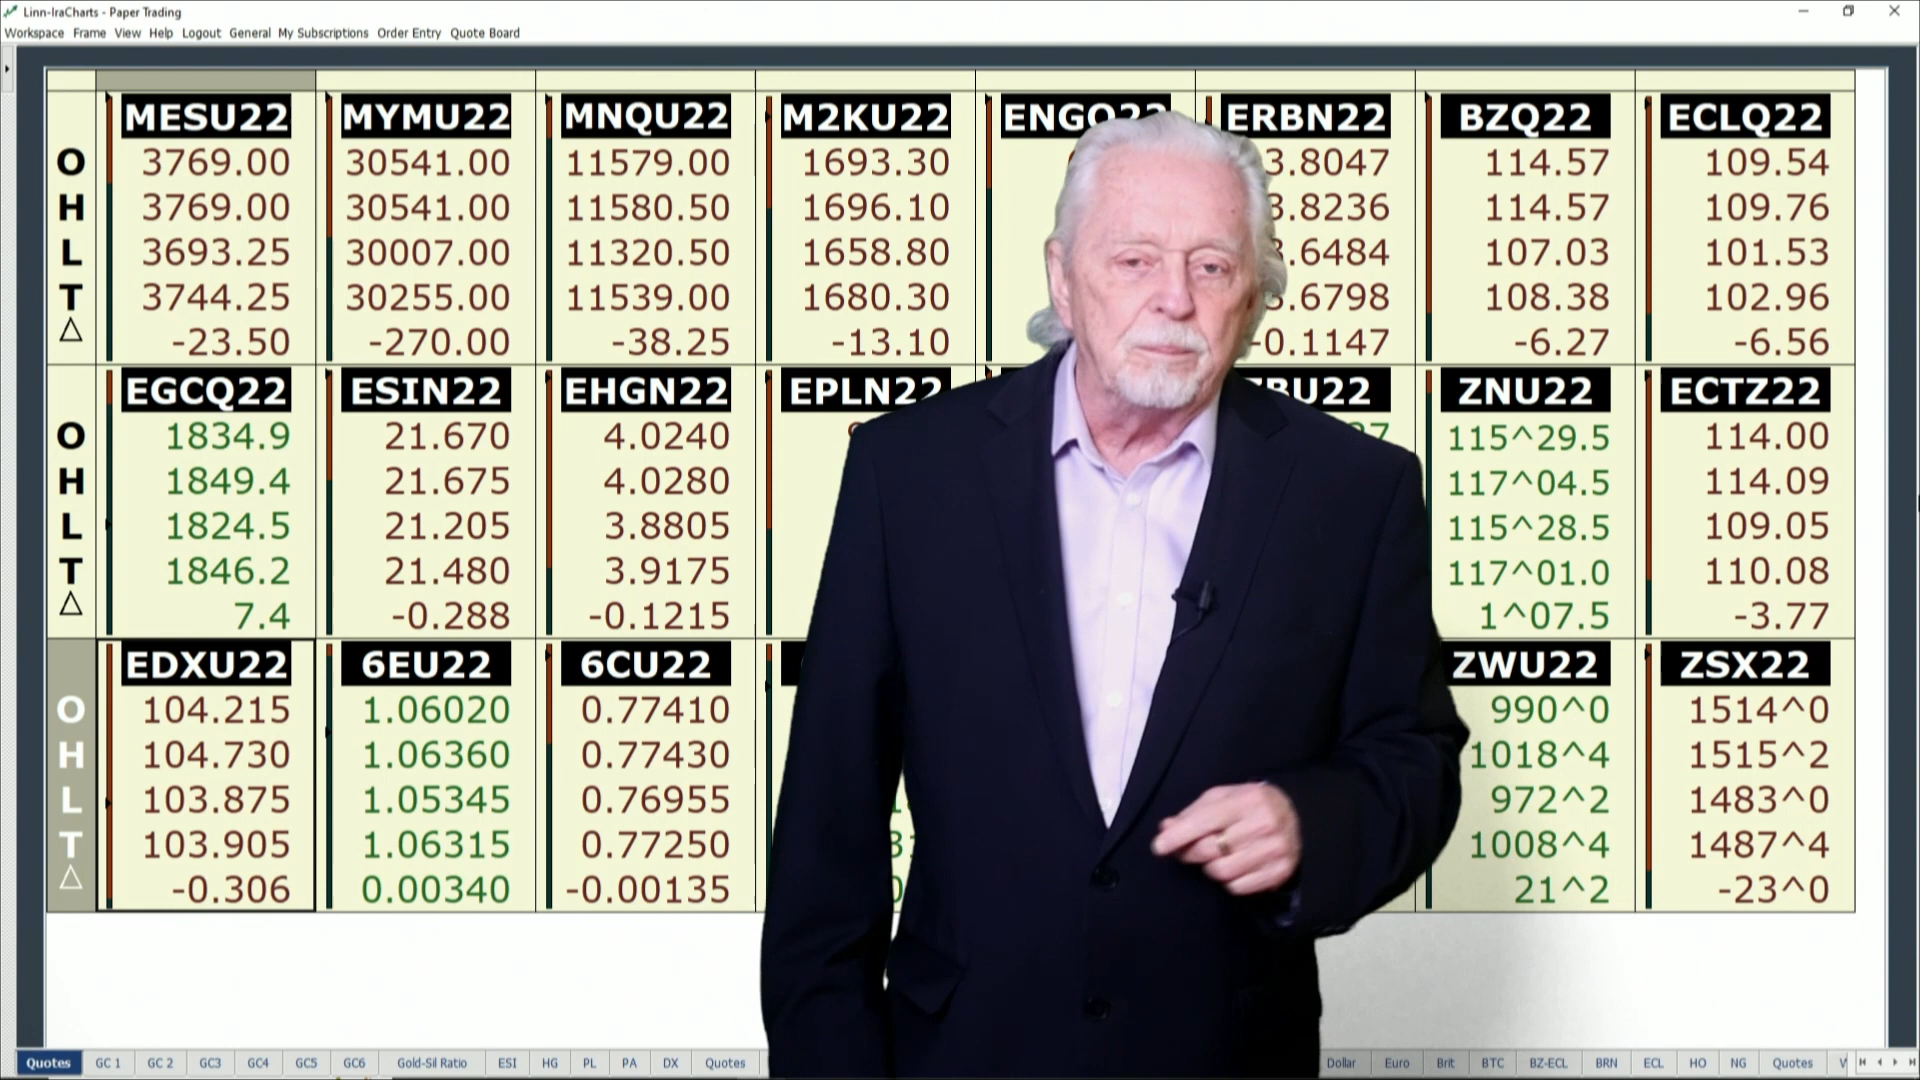 Linn-IraCharts - Paper Trading
Workspace Frame View Help Logout General My Subscriptions Order Entry Quote Board
MESU22 MYMU22 MNQU22 M2KU22 ENGQ22 ERBN22 BZQ22 ECLQ22
O 3769.00 30541.00 11579.00 1693.30 3.8047 114.57 109.54
H 3769.00 30541.00 11580.50 1696.10 3.8236 114.57 109.76
L 3693.25 30007.00 11320.50 1658.80 3.6484 107.03 101.53
T 3744.25 30255.00 11539.00 1680.30 3.6798 108.38 102.96
△ -23.50 -270.00 -38.25 -13.10 -0.1147 -6.27 -6.56
EGCQ22 ESIN22 EHGN22 EPLN22 ZBU22 ZNU22 ECTZ22
O 1834.9 21.670 4.0240 115^29.5 114.00
H 1849.4 21.675 4.0280 117^04.5 114.09
L 1824.5 21.205 3.8805 115^28.5 109.05
T 1846.2 21.480 3.9175 117^01.0 110.08
△ 7.4 -0.288 -0.1215 1^07.5 -3.77
EDXU22 6EU22 6CU22 ZWU22 ZSX22
O 104.215 1.06020 0.77410 990^0 1514^0
H 104.730 1.06360 0.77430 1018^4 1515^2
L 103.875 1.05345 0.76955 972^2 1483^0
T 103.905 1.06315 0.77250 1008^4 1487^4
△ -0.306 0.00340 -0.00135 21^2 -23^0
Quotes GC 1 GC 2 GC3 GC4 GC5 GC6 Gold-Sil Ratio ESI HG PL PA DX Quotes Dollar Euro Brit BTC BZ-ECL BRN ECL HO NG Quotes